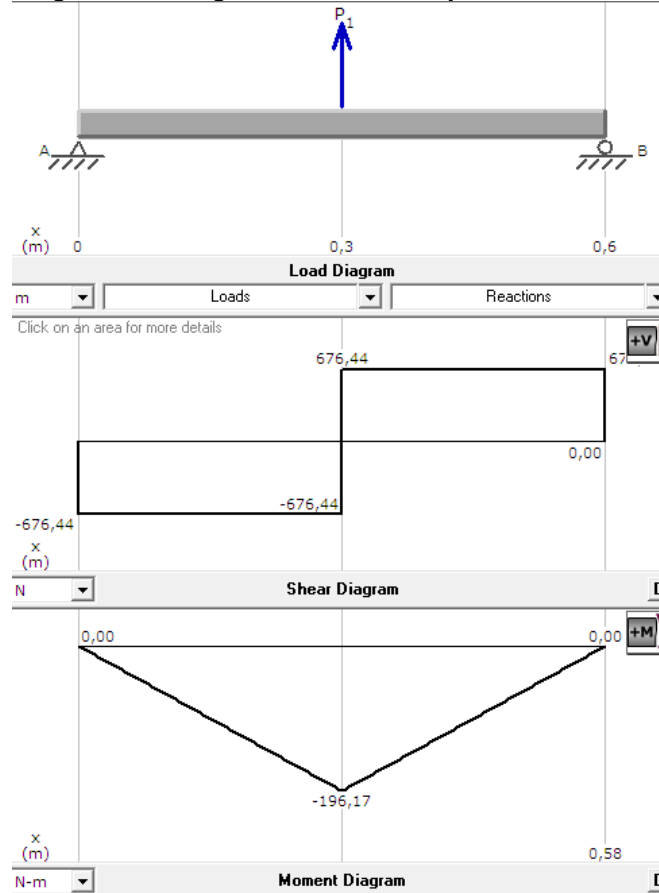 P1
A B
x
(m) 0 0,3 0,6
Load Diagram
m Loads Reactions
Click on an area for more details
+V
676,44 67
0,00
-676,44
-676,44
x
(m)
N Shear Diagram
0,00 0,00 +M
-196,17
x
(m) 0,58
N-m Moment Diagram